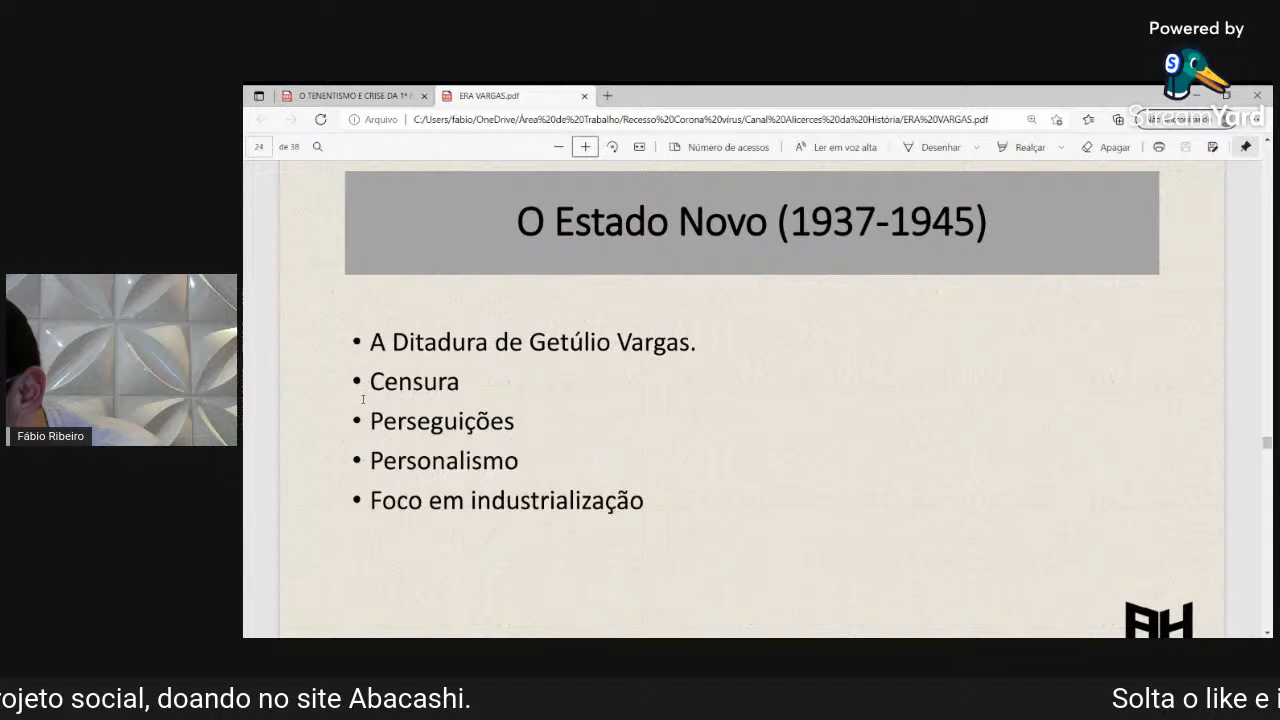 Powered by
StreamYard
O TENENTISMO E CRISE DA 1ª
ERA VARGAS.pdf
Arquivo
C:/Users/fabio/OneDrive/Área%20de%20Trabalho/Recesso%20Corona%20vírus/Canal%20Alicerces%20da%20História/ERA%20VARGAS.pdf
24 de 38
Número de acessos
Ler em voz alta
Desenhar
Realçar
Apagar
O Estado Novo (1937-1945)
• A Ditadura de Getúlio Vargas.
• Censura
• Perseguições
• Personalismo
• Foco em industrialização
Fábio Ribeiro
rojeto social, doando no site Abacashi.
Solta o like e